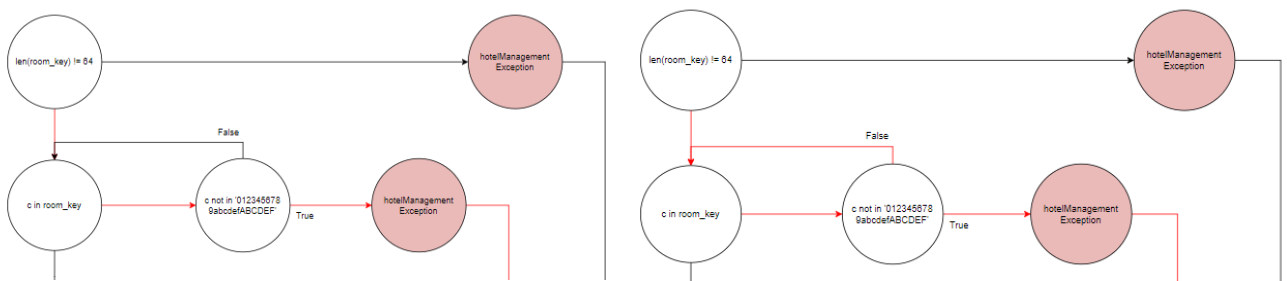 len(room_key) != 64
hotelManagement
Exception
False
c in room_key
c not in '012345678
9abcdefABCDEF'
True
hotelManagement
Exception
len(room_key) != 64
hotelManagement
Exception
False
c in room_key
c not in '012345678
9abcdefABCDEF'
True
hotelManagement
Exception